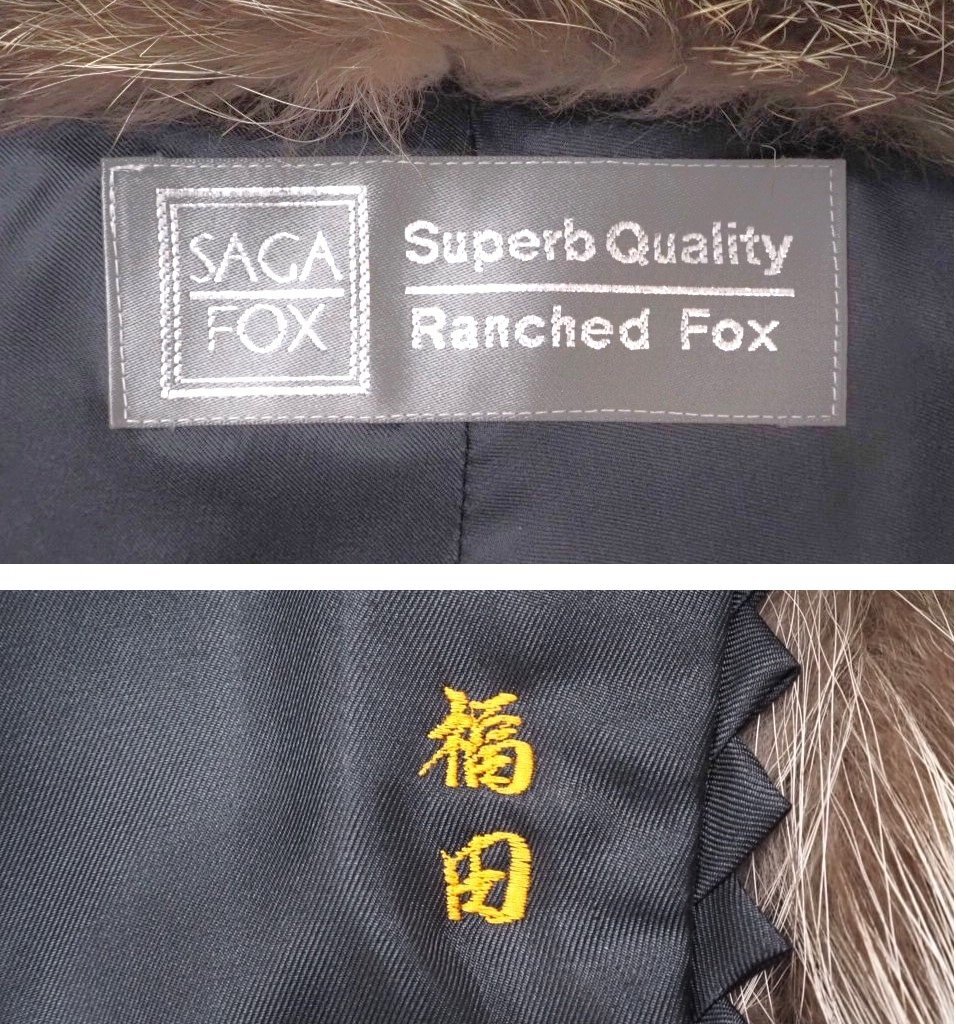 SAGA
FOX
Superb Quality
Ranched Fox
福田